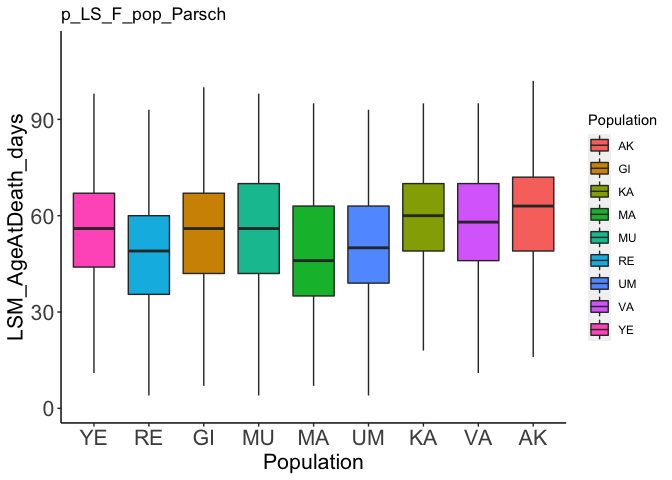 p_LS_F_pop_Parsch
LSM_AgeAtDeath_days
90
60
30
0
YE RE GI MU MA UM KA VA AK
Population
Population
AK
GI
KA
MA
MU
RE
UM
VA
YE